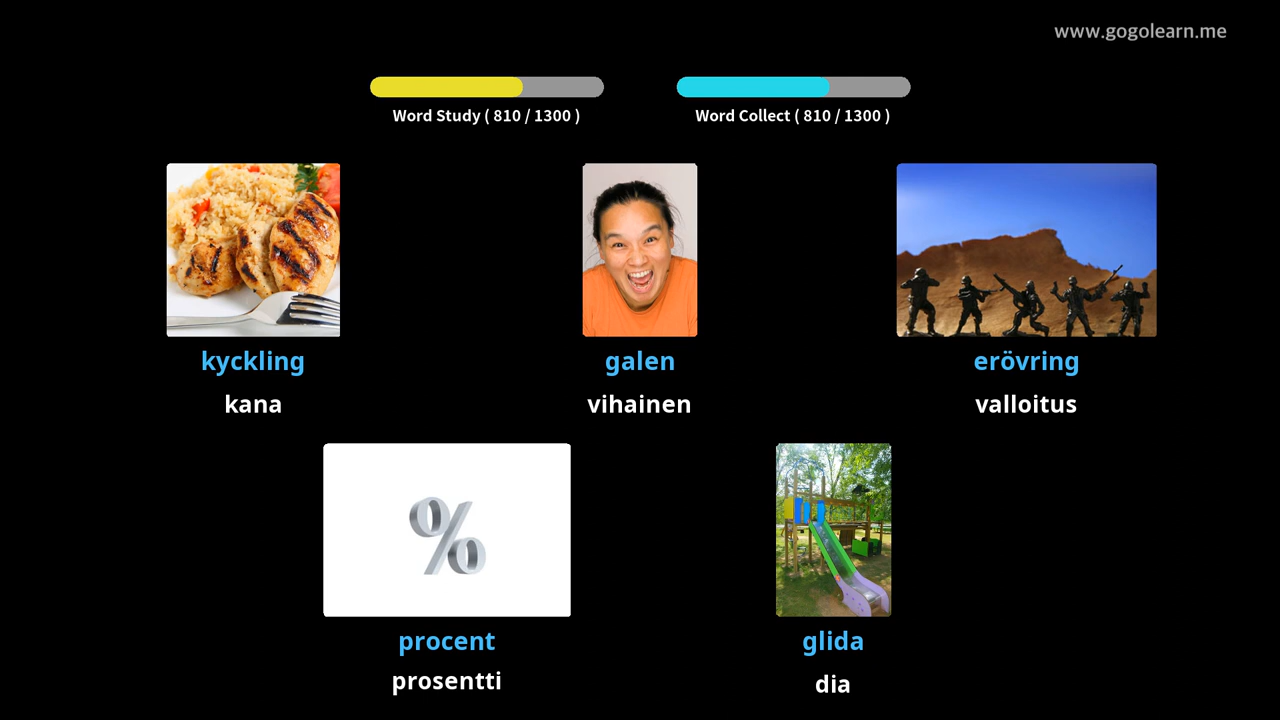 www.gogolearn.me
Word Study ( 810 / 1300 )
Word Collect ( 810 / 1300 )
kyckling
kana
galen
vihainen
erövring
valloitus
procent
prosentti
glida
dia